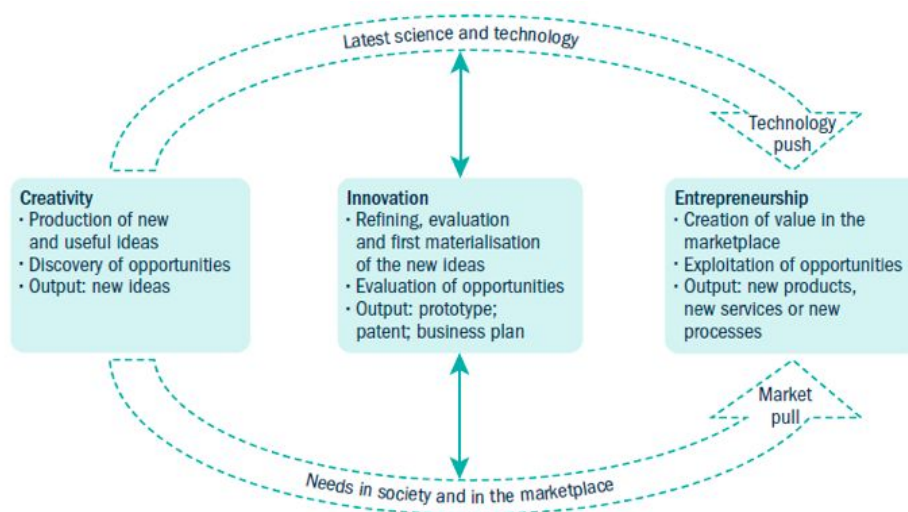 Latest science and technology
Technology
push
Creativity
· Production of new
and useful ideas
· Discovery of opportunities
· Output: new ideas
Innovation
· Refining, evaluation
and first materialisation
of the new ideas
· Evaluation of opportunities
· Output: prototype;
patent; business plan
Entrepreneurship
· Creation of value in the
marketplace
· Exploitation of opportunities
· Output: new products,
new services or new
processes
Market
pull
Needs in society and in the marketplace